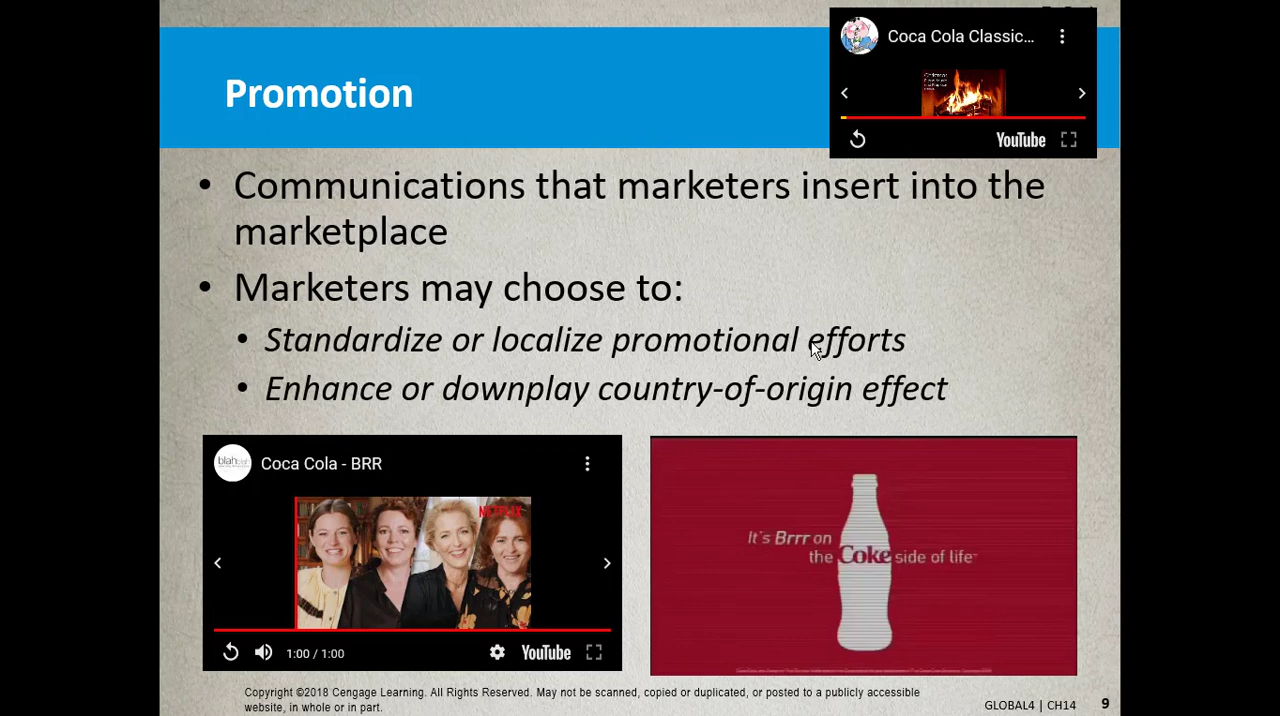 Coca Cola Classic…
YouTube
Promotion
• Communications that marketers insert into the
marketplace
• Marketers may choose to:
• Standardize or localize promotional efforts
• Enhance or downplay country-of-origin effect
blahblah
Coca Cola - BRR
NETFLIX
1:00 / 1:00
YouTube
It's Brrr on
the Coke side of life™
Copyright ©2018 Cengage Learning. All Rights Reserved. May not be scanned, copied or duplicated, or posted to a publicly accessible
website, in whole or in part.
GLOBAL4 | CH14
9